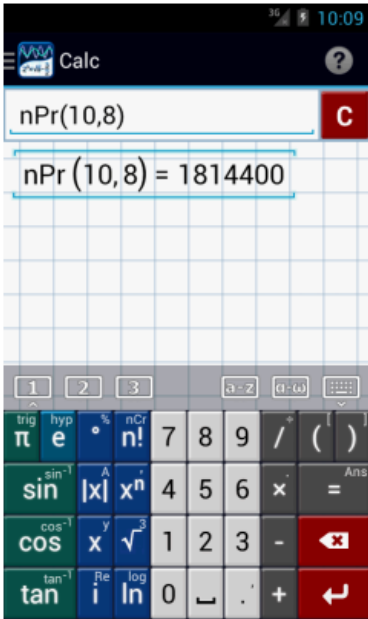 3G 10:09
Calc ?
nPr(10,8) C
nPr (10,8) = 1814400
1 2 3 a-z α-ω
trig π hyp e % ° nCr n! 7 8 9 ÷ / [ ( ] )
sin⁻¹ sin A |x| ′ xⁿ 4 5 6 · × Ans =
cos⁻¹ cos y x 3 √ 1 2 3 -
tan⁻¹ tan Re i log ln 0 ⎵ . ′ +